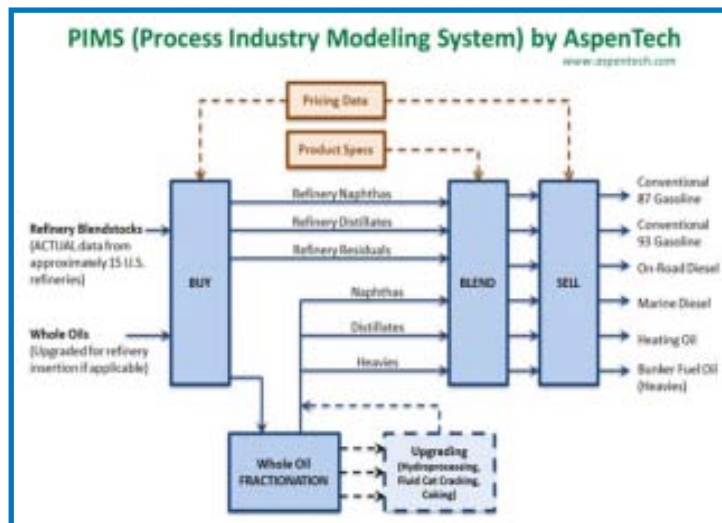 PIMS (Process Industry Modeling System) by AspenTech
www.aspentech.com
Pricing Data
Product Specs
Refinery Blendstocks
(ACTUAL data from
approximately 15 U.S.
refineries)
Whole Oils
(Upgraded for refinery
insertion if applicable)
BUY
Refinery Naphthas
Refinery Distillates
Refinery Residuals
Naphthas
Distillates
Heavies
BLEND
SELL
Conventional
87 Gasoline
Conventional
93 Gasoline
On-Road Diesel
Marine Diesel
Heating Oil
Bunker Fuel Oil
(Heavies)
Whole Oil
FRACTIONATION
Upgrading
(Hydroprocessing,
Fluid Cat Cracking,
Coking)